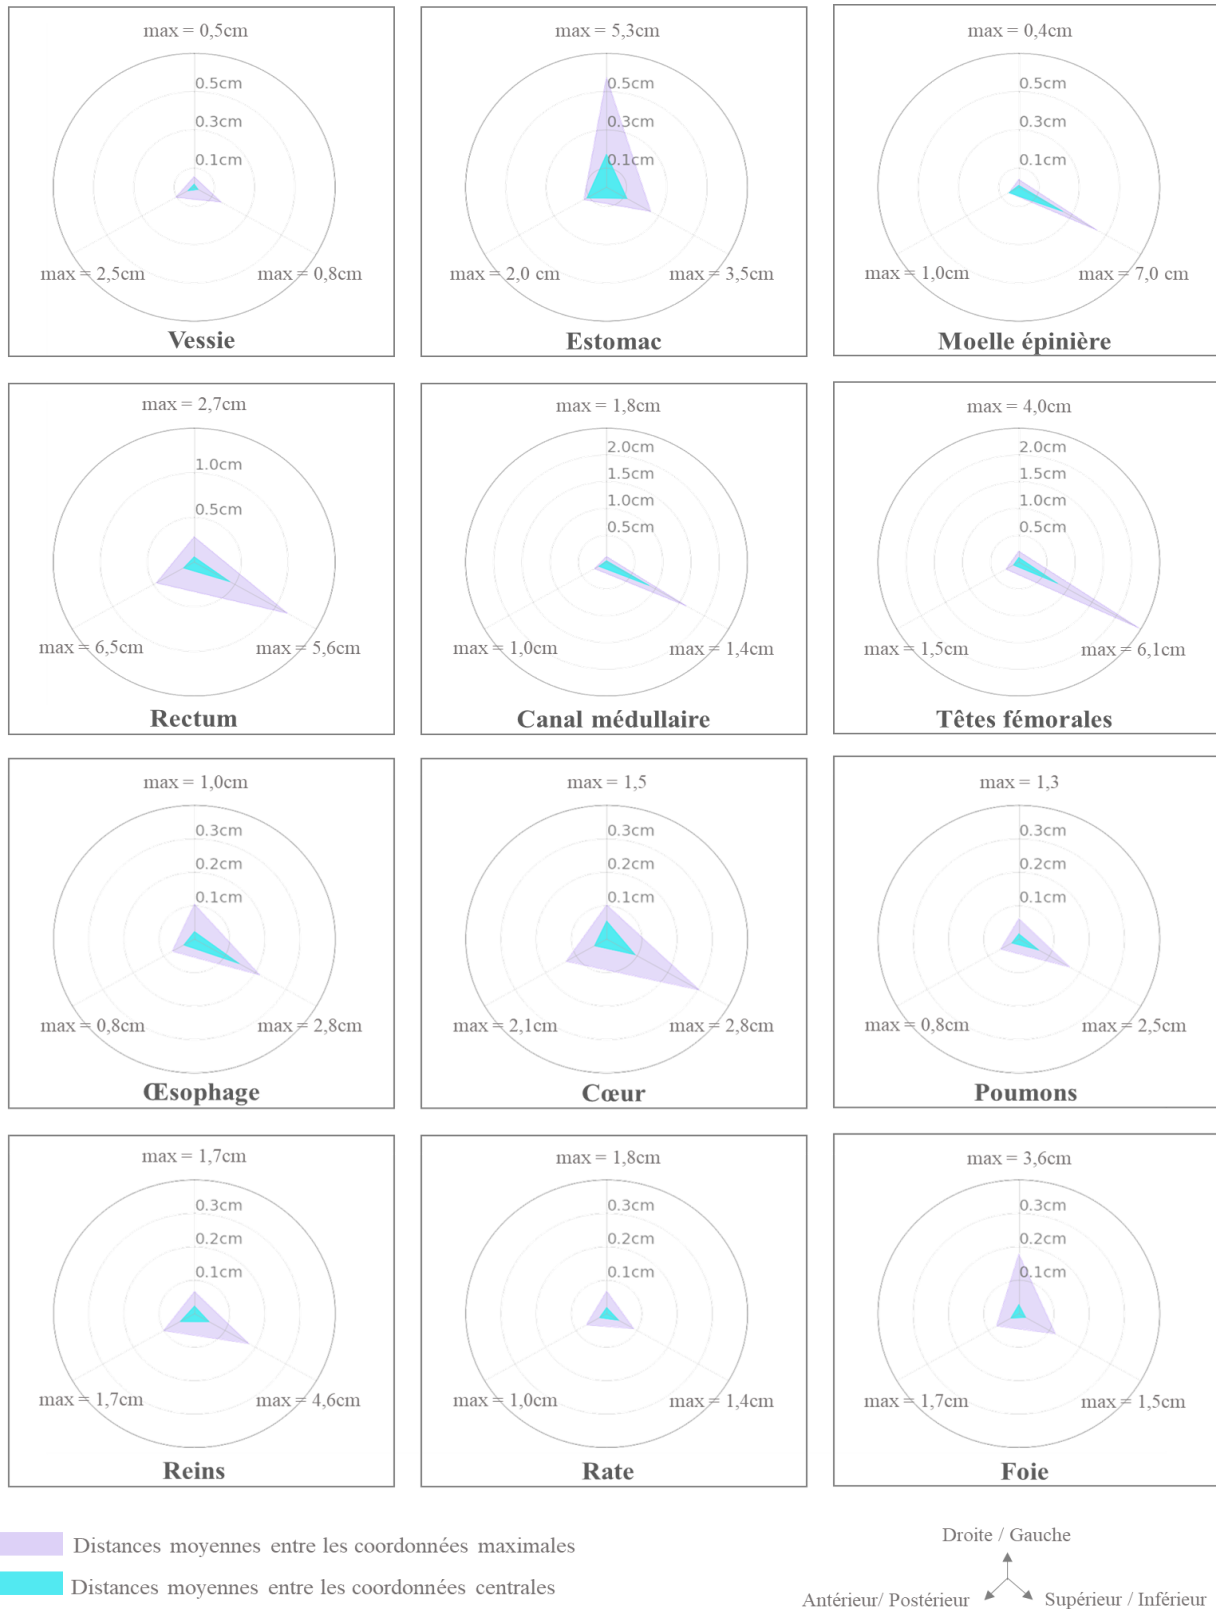 max = 0,5cm
0.5cm
0.3cm
0.1cm
max = 2,5cm
max = 0,8cm
Vessie
max = 5,3cm
0.5cm
0.3cm
0.1cm
max = 2,0 cm
max = 3,5cm
Estomac
max = 0,4cm
0.5cm
0.3cm
0.1cm
max = 1,0cm
max = 7,0 cm
Moelle épinière
max = 2,7cm
1.0cm
0.5cm
max = 6,5cm
max = 5,6cm
Rectum
max = 1,8cm
2.0cm
1.5cm
1.0cm
0.5cm
max = 1,0cm
max = 1,4cm
Canal médullaire
max = 4,0cm
2.0cm
1.5cm
1.0cm
0.5cm
max = 1,5cm
max = 6,1cm
Têtes fémorales
max = 1,0cm
0.3cm
0.2cm
0.1cm
max = 0,8cm
max = 2,8cm
Œsophage
max = 1,5
0.3cm
0.2cm
0.1cm
max = 2,1cm
max = 2,8cm
Cœur
max = 1,3
0.3cm
0.2cm
0.1cm
max = 0,8cm
max = 2,5cm
Poumons
max = 1,7cm
0.3cm
0.2cm
0.1cm
max = 1,7cm
max = 4,6cm
Reins
max = 1,8cm
0.3cm
0.2cm
0.1cm
max = 1,0cm
max = 1,4cm
Rate
max = 3,6cm
0.3cm
0.2cm
0.1cm
max = 1,7cm
max = 1,5cm
Foie
Distances moyennes entre les coordonnées maximales
Distances moyennes entre les coordonnées centrales
Droite / Gauche
Antérieur/ Postérieur
Supérieur / Inférieur